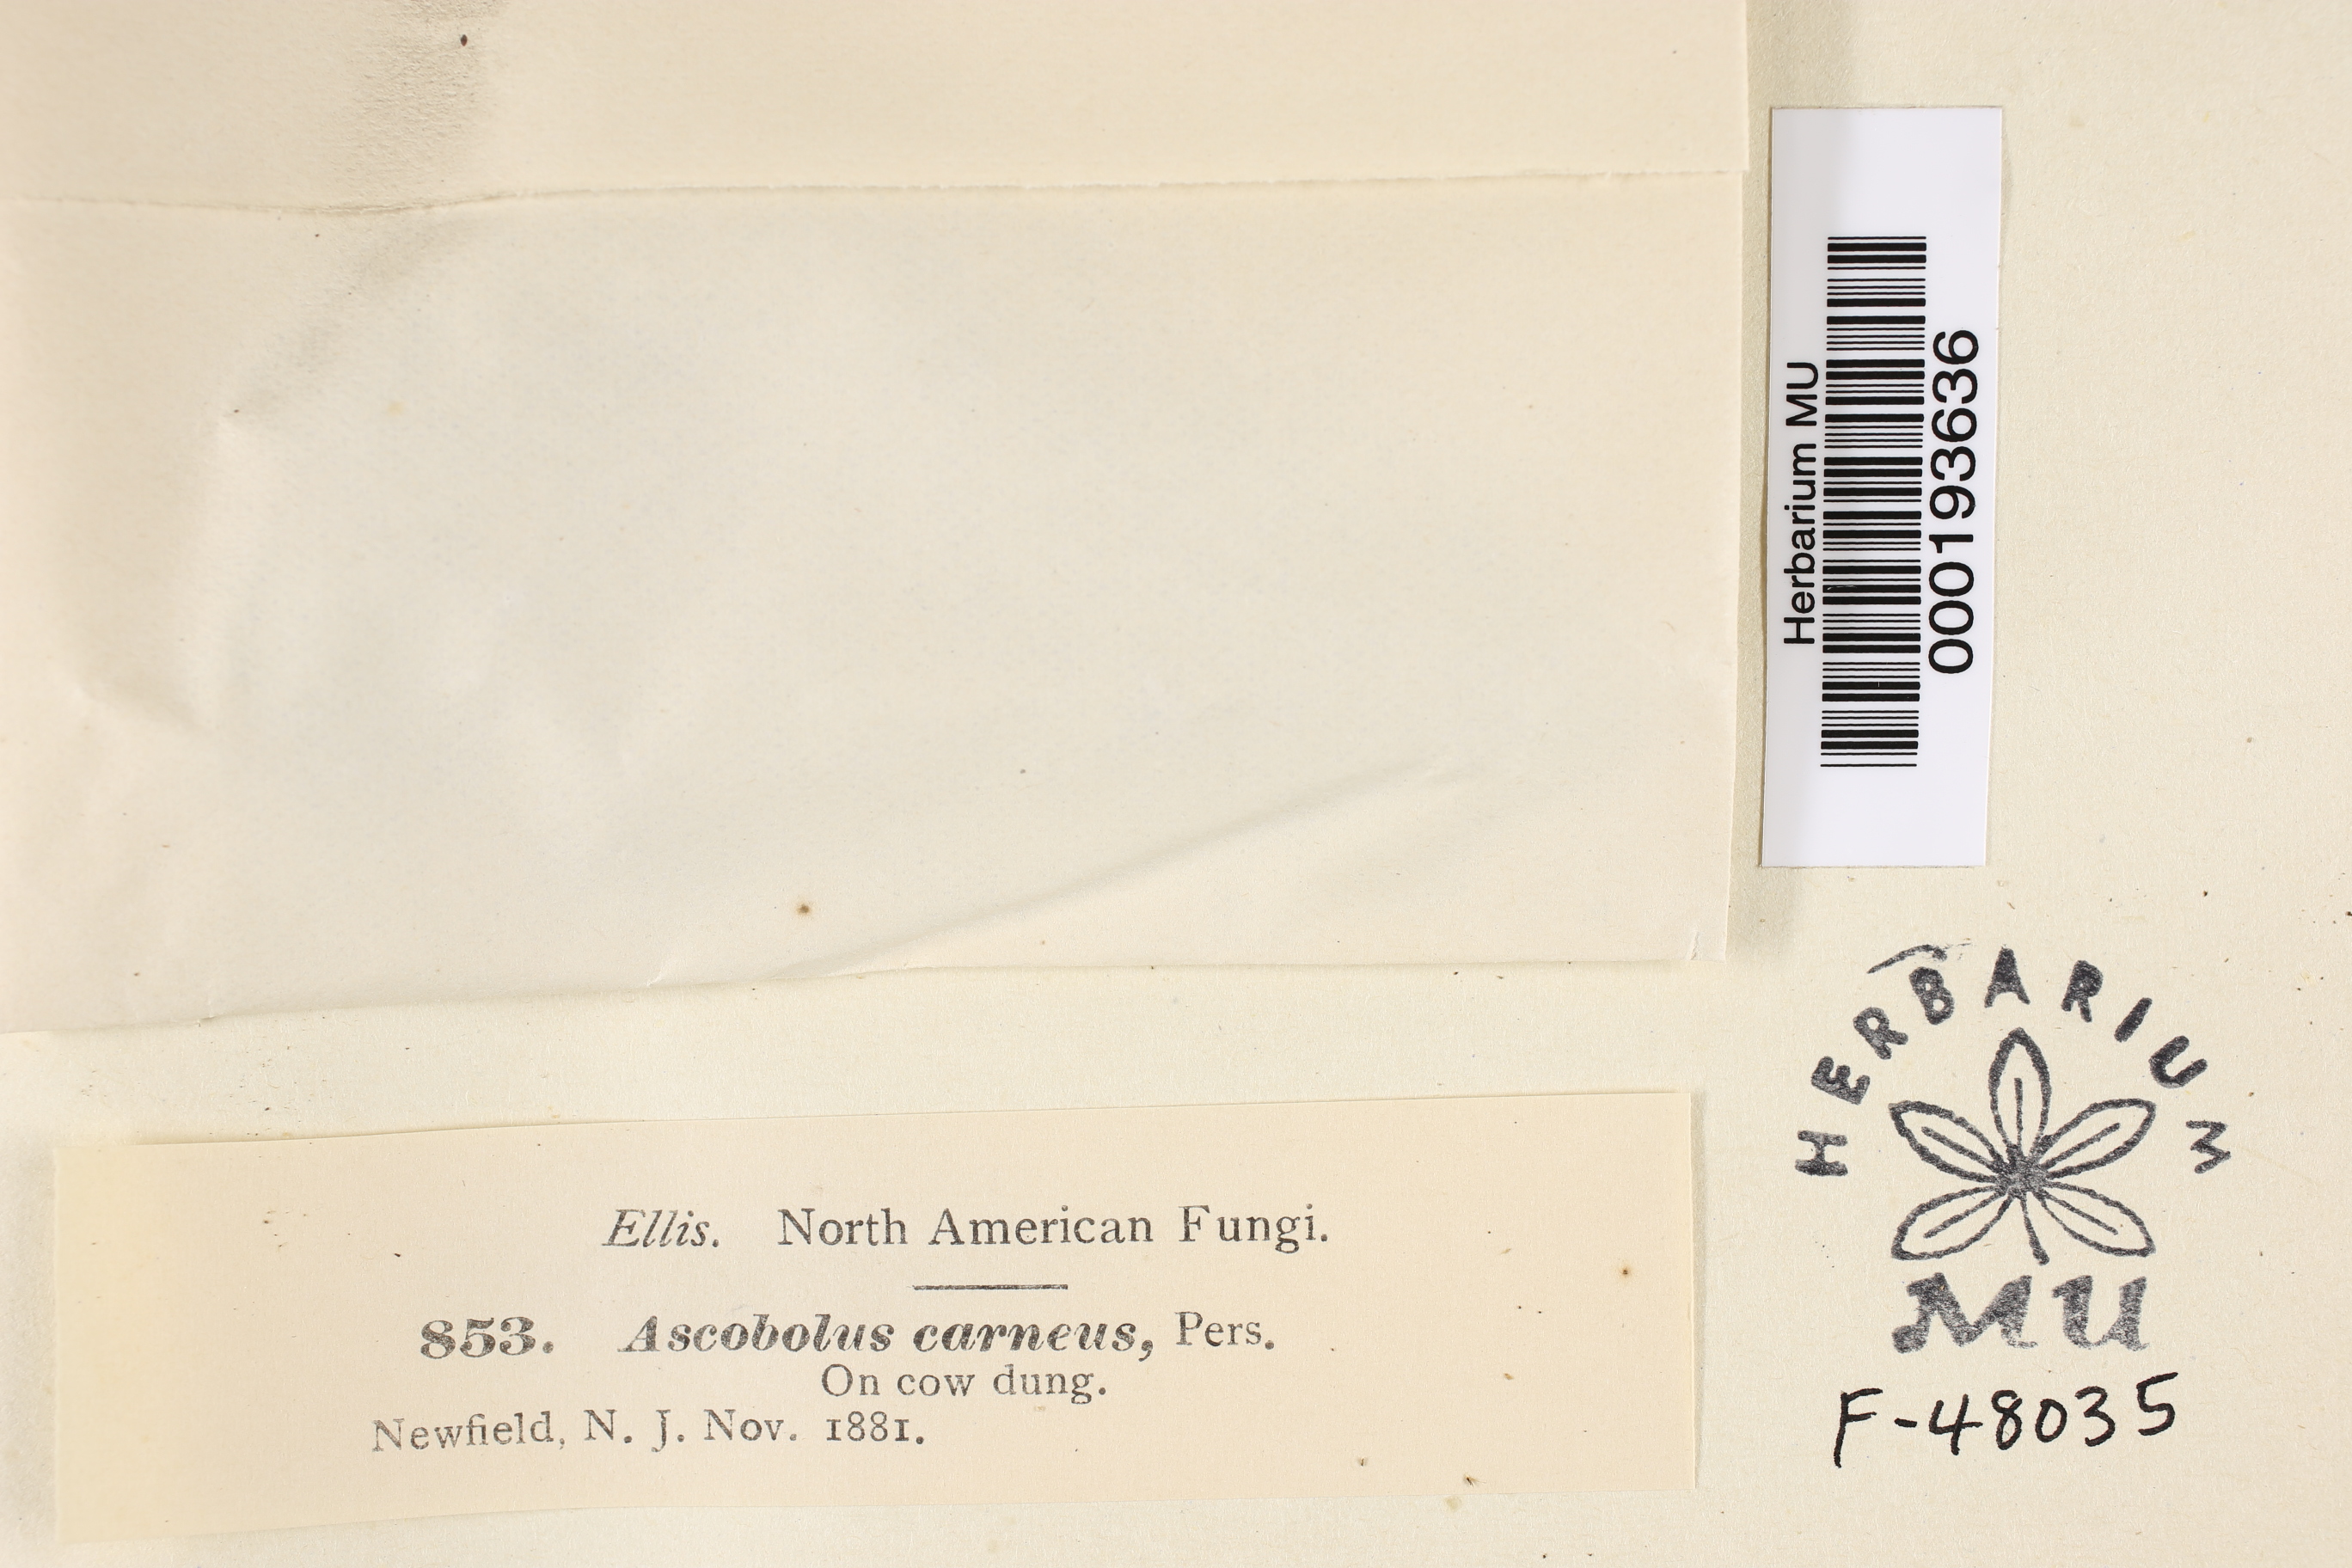 Herbarium MU
000193636
HERBARIUM
MU
F-48035
Ellis. North American Fungi.
853. Ascobolus carneus, Pers.
On cow dung.
Newfield, N. J. Nov. 1881.